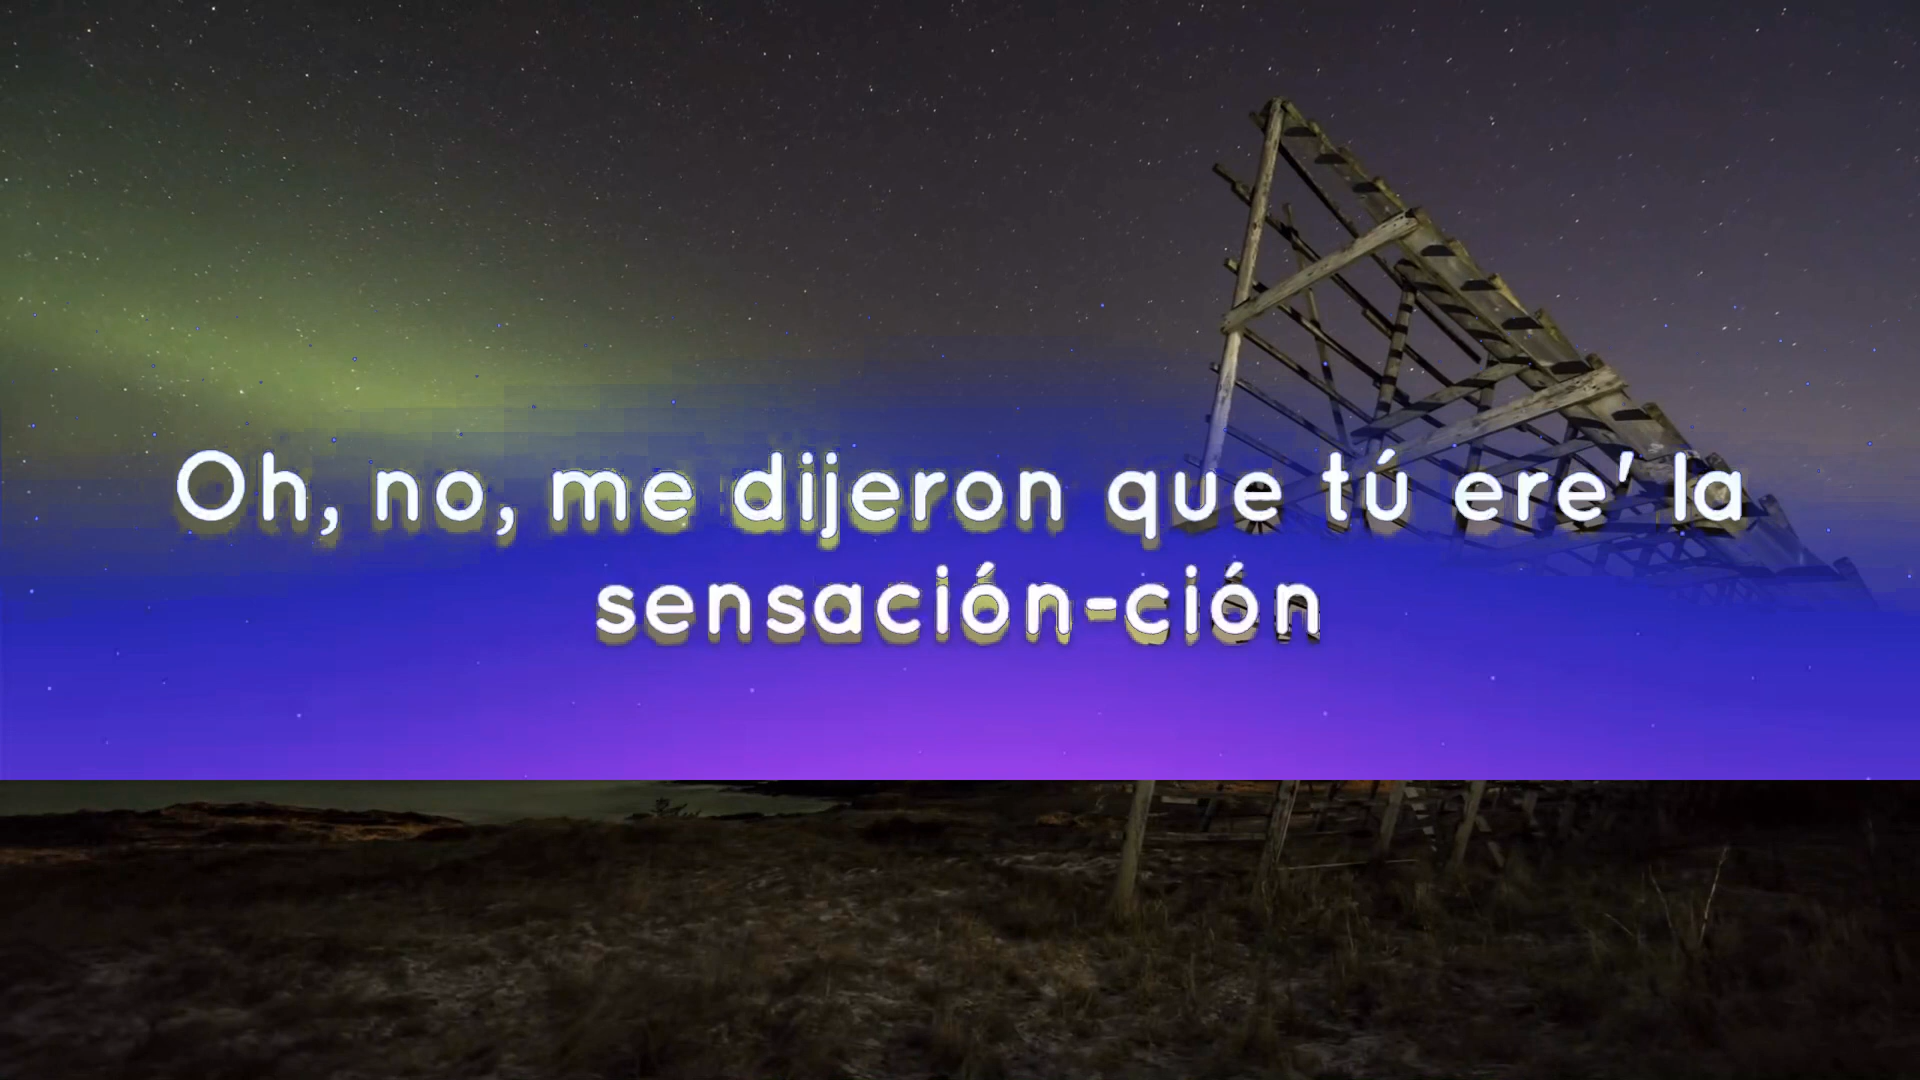 Oh, no, me dijeron que tú ere' la
sensación-ción